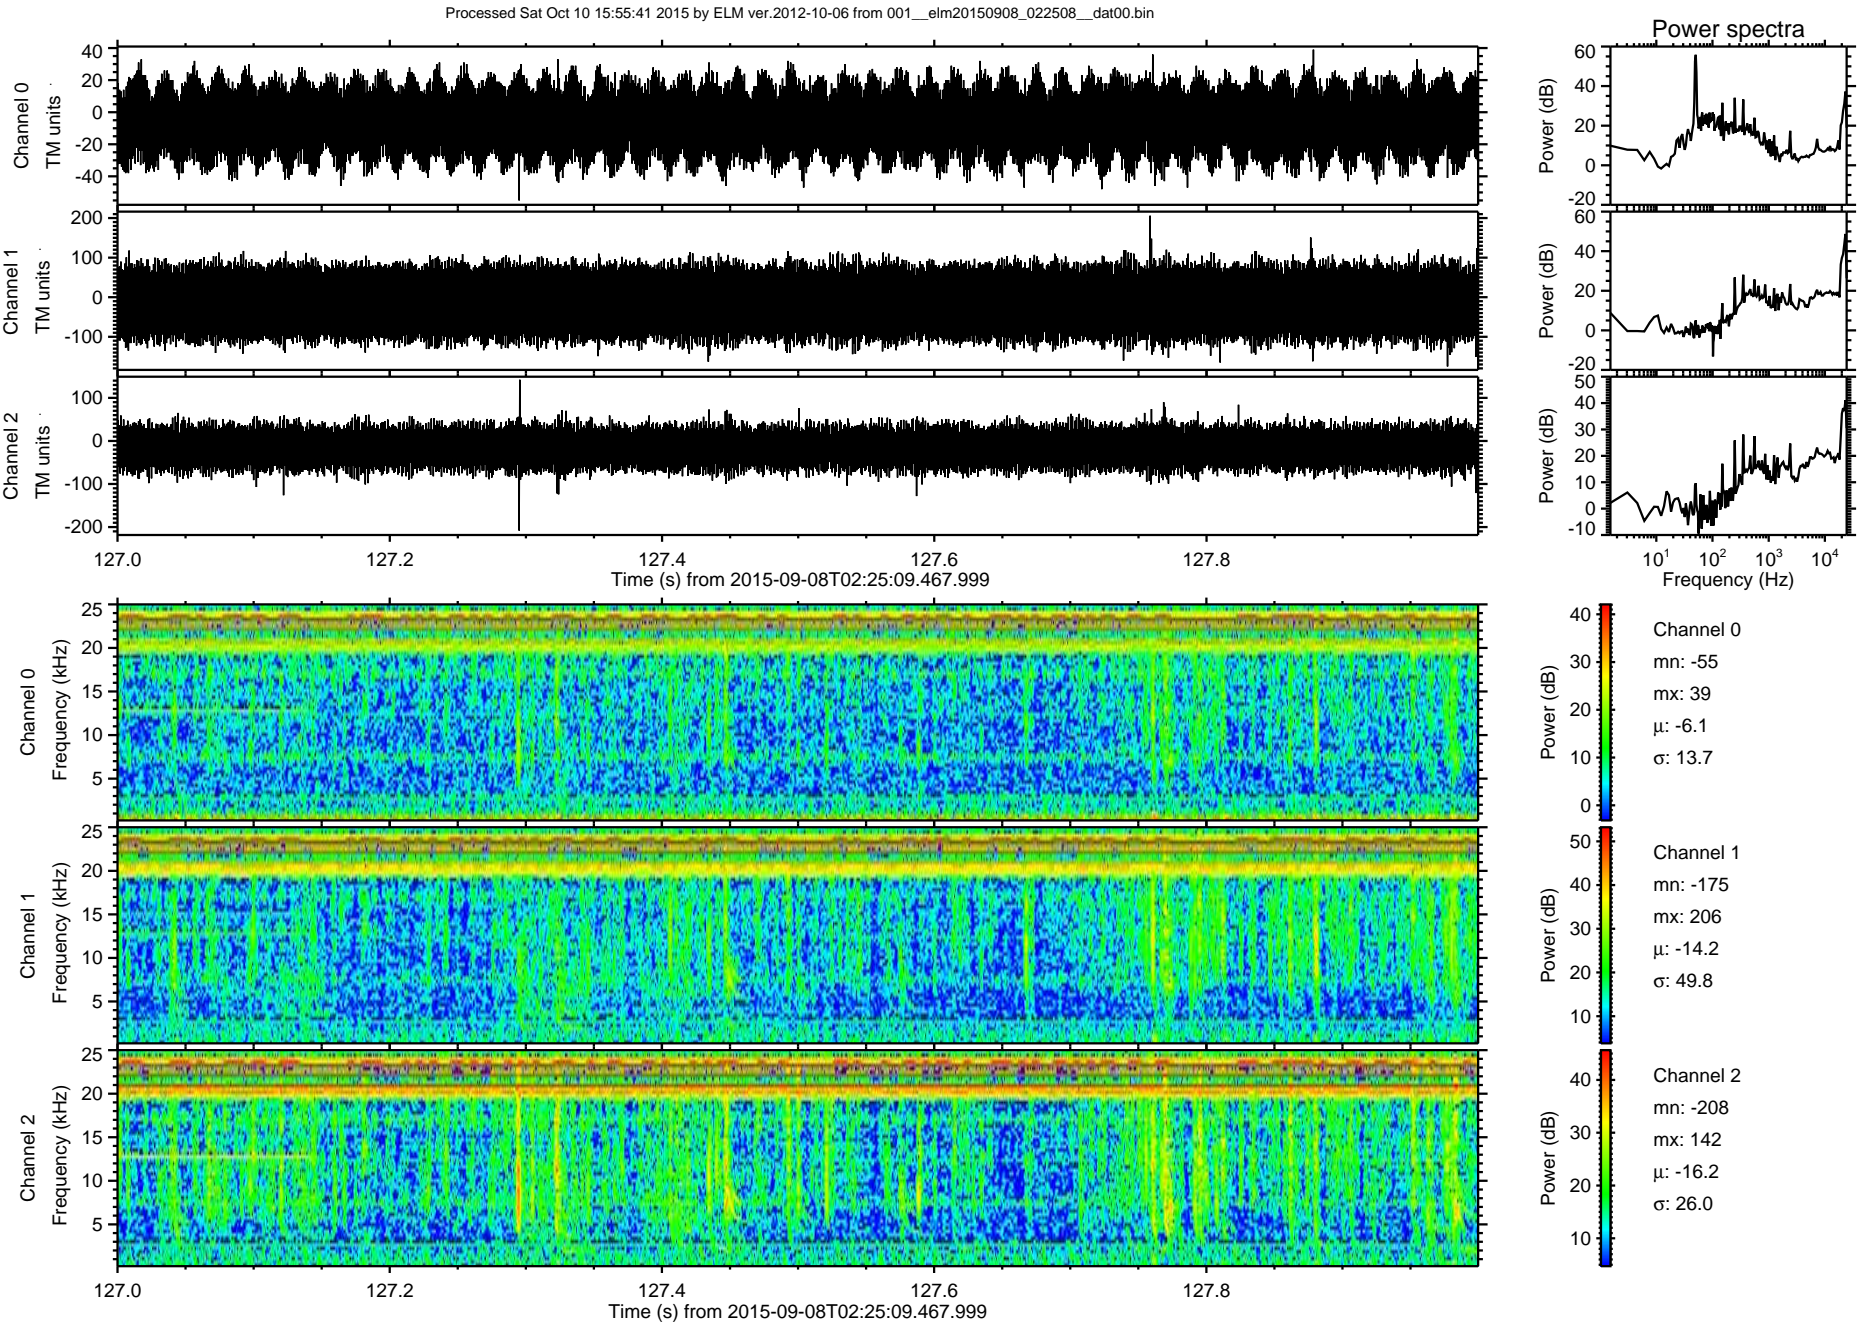 Processed Sat Oct 10 15:55:41 2015 by ELM ver.2012-10-06 from 001__elm20150908_022508__dat00.bin
Power spectra
Channel 0
TM units
40
20
0
-20
-40
Power (dB)
60
40
20
0
-20
Channel 1
TM units
200
100
0
-100
Power (dB)
60
40
20
0
-20
Channel 2
TM units
100
0
-100
-200
Power (dB)
50
40
30
20
10
0
-10
127.0 127.2 127.4 127.6 127.8
Time (s) from 2015-09-08T02:25:09.467.999
10^1 10^2 10^3 10^4
Frequency (Hz)
Channel 0
Frequency (kHz)
25
20
15
10
5
Power (dB)
40
30
20
10
0
Channel 0
mn: -55
mx: 39
μ: -6.1
σ: 13.7
Channel 1
Frequency (kHz)
25
20
15
10
5
Power (dB)
50
40
30
20
10
Channel 1
mn: -175
mx: 206
μ: -14.2
σ: 49.8
Channel 2
Frequency (kHz)
25
20
15
10
5
Power (dB)
40
30
20
10
Channel 2
mn: -208
mx: 142
μ: -16.2
σ: 26.0
127.0 127.2 127.4 127.6 127.8
Time (s) from 2015-09-08T02:25:09.467.999